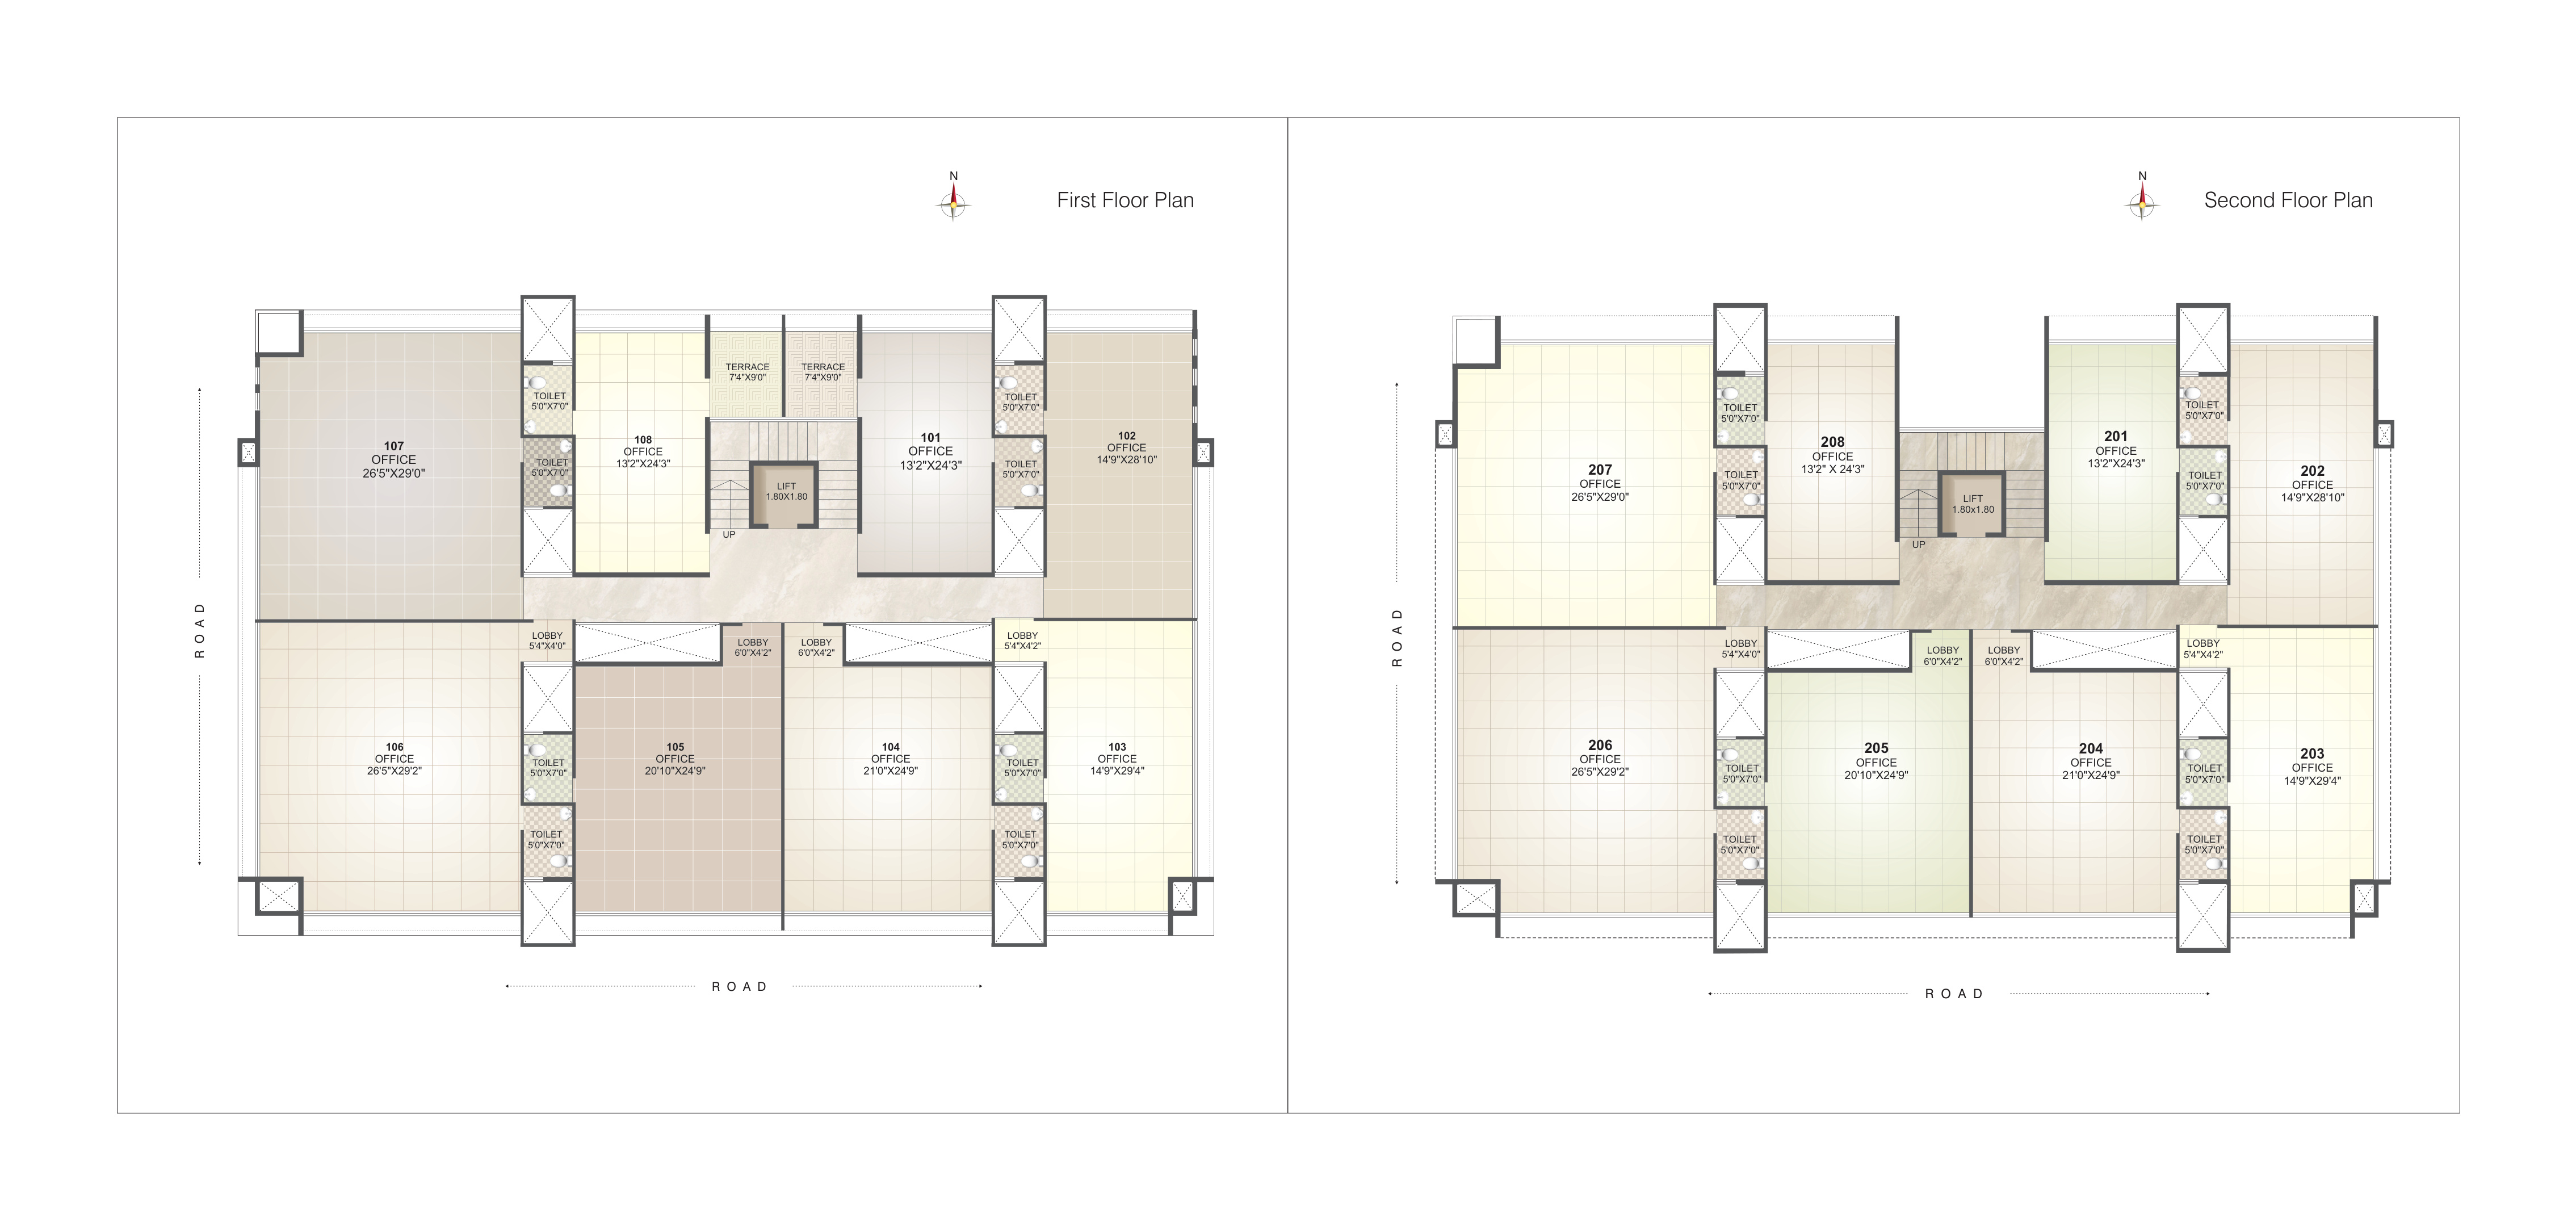 N
First Floor Plan
TERRACE
7'4"X9'0"
TERRACE
7'4"X9'0"
TOILET
5'0"X7'0"
TOILET
5'0"X7'0"
107
OFFICE
26'5"X29'0"
108
OFFICE
13'2"X24'3"
101
OFFICE
13'2"X24'3"
102
OFFICE
14'9"X28'10"
TOILET
5'0"X7'0"
TOILET
5'0"X7'0"
LIFT
1.80X1.80
UP
ROAD
LOBBY
5'4"X4'0"
LOBBY
6'0"X4'2"
LOBBY
6'0"X4'2"
LOBBY
5'4"X4'2"
106
OFFICE
26'5"X29'2"
105
OFFICE
20'10"X24'9"
104
OFFICE
21'0"X24'9"
103
OFFICE
14'9"X29'4"
TOILET
5'0"X7'0"
TOILET
5'0"X7'0"
TOILET
5'0"X7'0"
TOILET
5'0"X7'0"
ROAD
N
Second Floor Plan
TOILET
5'0"X7'0"
TOILET
5'0"X7'0"
207
OFFICE
26'5"X29'0"
208
OFFICE
13'2" X 24'3"
201
OFFICE
13'2"X24'3"
202
OFFICE
14'9"X28'10"
TOILET
5'0"X7'0"
TOILET
5'0"X7'0"
LIFT
1.80x1.80
UP
ROAD
LOBBY
5'4"X4'0"
LOBBY
6'0"X4'2"
LOBBY
6'0"X4'2"
LOBBY
5'4"X4'2"
206
OFFICE
26'5"X29'2"
205
OFFICE
20'10"X24'9"
204
OFFICE
21'0"X24'9"
203
OFFICE
14'9"X29'4"
TOILET
5'0"X7'0"
TOILET
5'0"X7'0"
TOILET
5'0"X7'0"
TOILET
5'0"X7'0"
ROAD